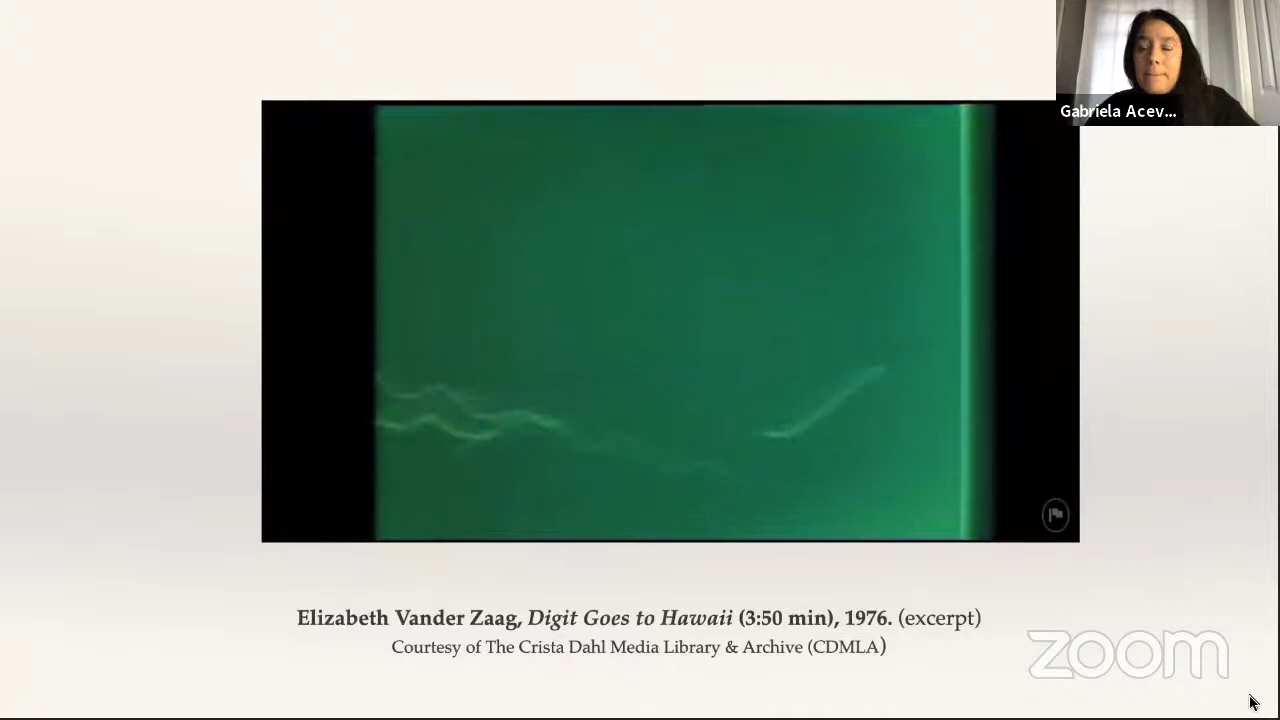 Gabriela Acev...
Elizabeth Vander Zaag, Digit Goes to Hawaii (3:50 min), 1976. (excerpt)
Courtesy of The Crista Dahl Media Library & Archive (CDMLA)
zoom